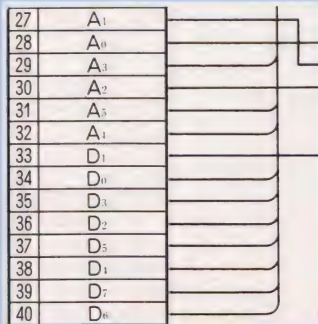 27 A₁
28 A₀
29 A₃
30 A₂
31 A₅
32 A₄
33 D₁
34 D₀
35 D₃
36 D₂
37 D₅
38 D₄
39 D₇
40 D₆